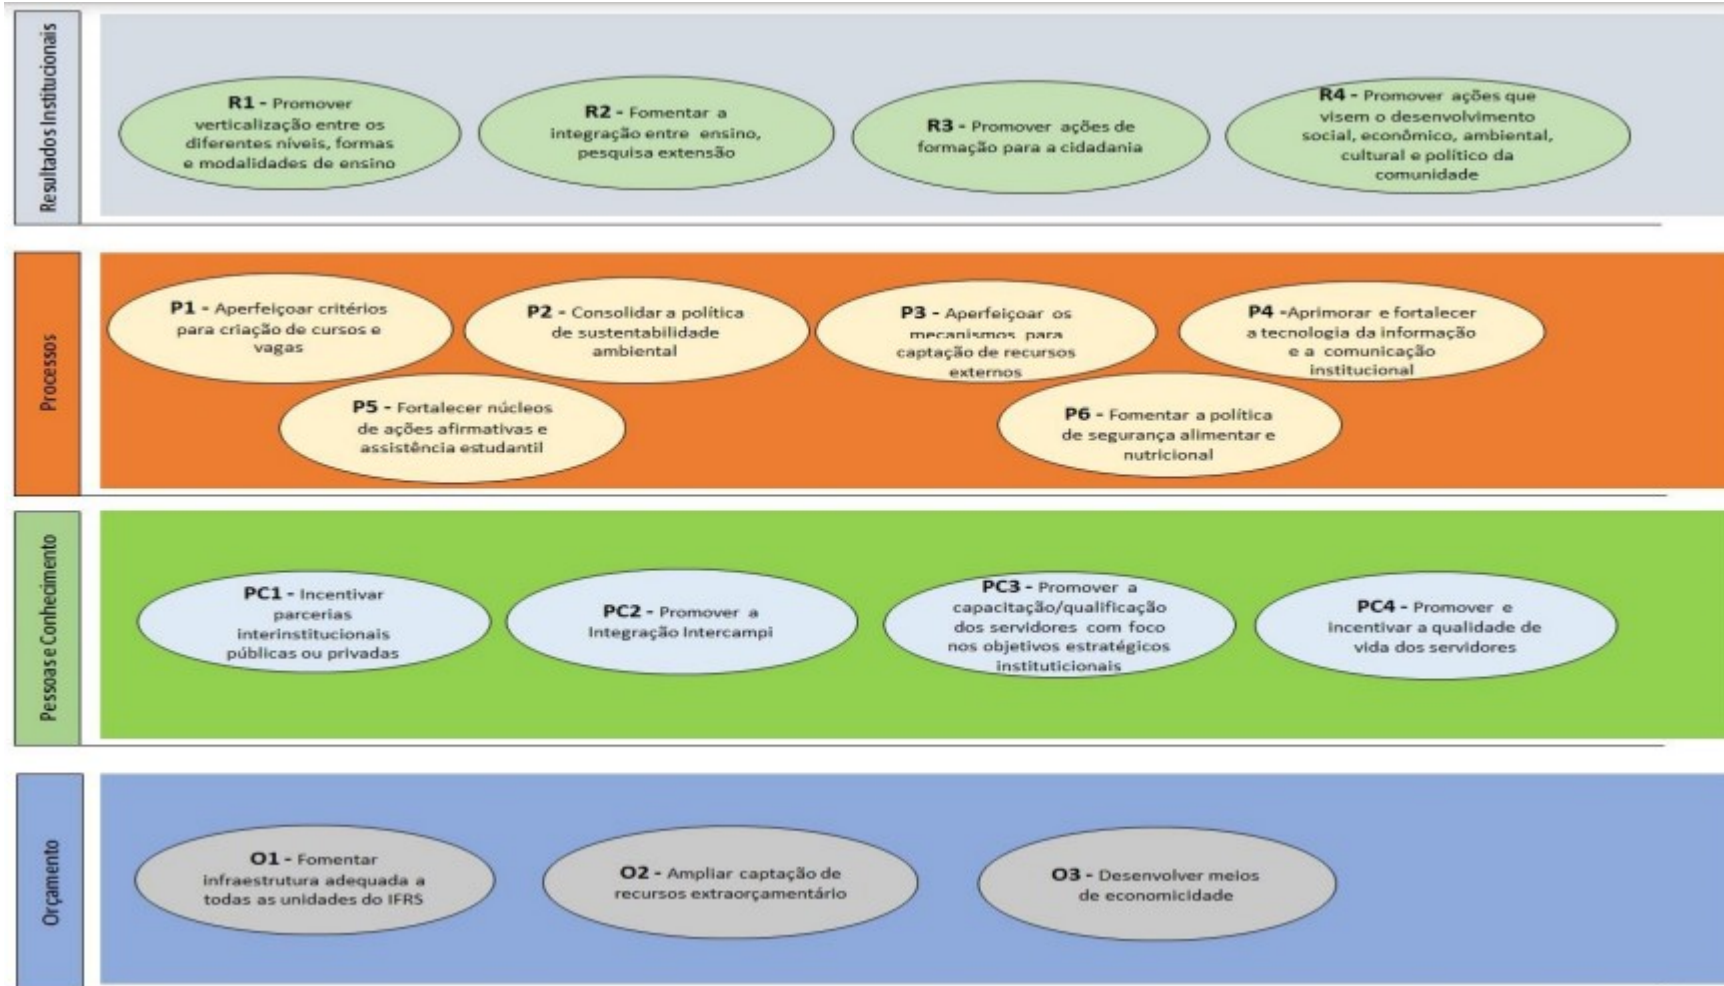 Resultados Institucionais
R1 - Promover
verticalização entre os
diferentes níveis, formas
e modalidades de ensino
R2 - Fomentar a
integração entre ensino,
pesquisa extensão
R3 - Promover ações de
formação para a cidadania
R4 - Promover ações que
visem o desenvolvimento
social, econômico, ambiental,
cultural e político da
comunidade
Processos
P1 - Aperfeiçoar critérios
para criação de cursos e
vagas
P2 - Consolidar a política
de sustentabilidade
ambiental
P3 - Aperfeiçoar os
mecanismos para
captação de recursos
externos
P4 -Aprimorar e fortalecer
a tecnologia da informação
e a comunicação
institucional
P5 - Fortalecer núcleos
de ações afirmativas e
assistência estudantil
P6 - Fomentar a política
de segurança alimentar e
nutricional
Pessoas e Conhecimento
PC1 - Incentivar
parcerias
interinstitucionais
públicas ou privadas
PC2 - Promover a
Integração Intercampi
PC3 - Promover a
capacitação/qualificação
dos servidores com foco
nos objetivos estratégicos
instituticionais
PC4 - Promover e
incentivar a qualidade de
vida dos servidores
Orçamento
O1 - Fomentar
infraestrutura adequada a
todas as unidades do IFRS
O2 - Ampliar captação de
recursos extraorçamentário
O3 - Desenvolver meios
de economicidade